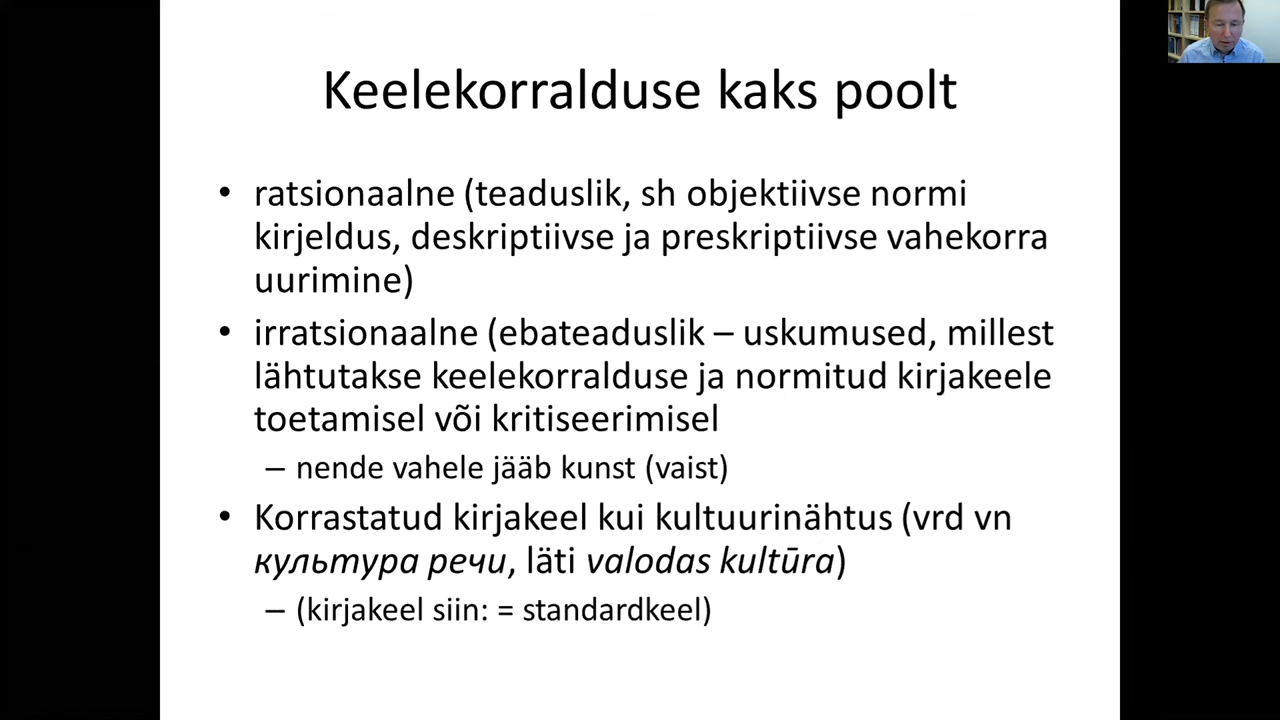 Keelekorralduse kaks poolt
• ratsionaalne (teaduslik, sh objektiivse normi
kirjeldus, deskriptiivse ja preskriptiivse vahekorra
uurimine)
• irratsionaalne (ebateaduslik – uskumused, millest
lähtutakse keelekorralduse ja normitud kirjakeele
toetamisel või kritiseerimisel
– nende vahele jääb kunst (vaist)
• Korrastatud kirjakeel kui kultuurinähtus (vrd vn
культура речи, läti valodas kultūra)
– (kirjakeel siin: = standardkeel)